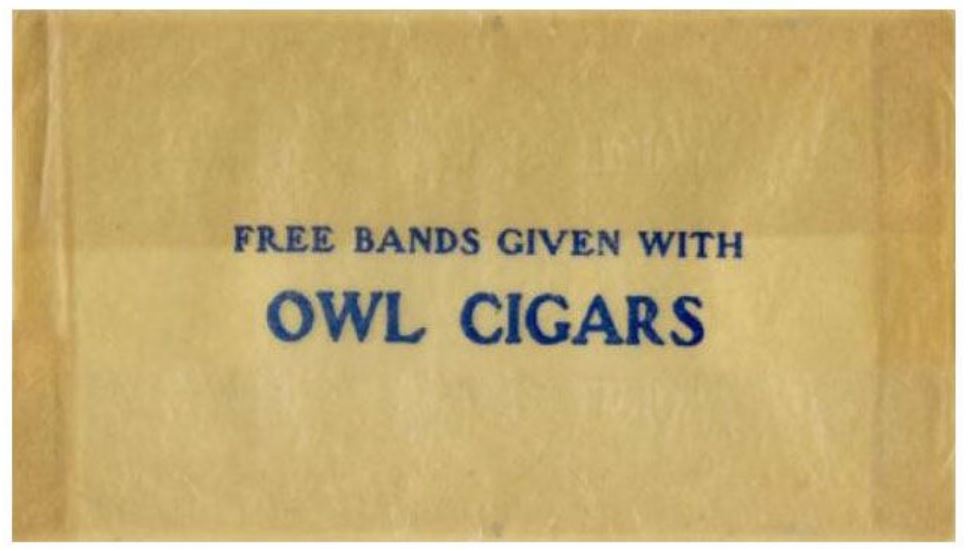 FREE BANDS GIVEN WITH
OWL CIGARS